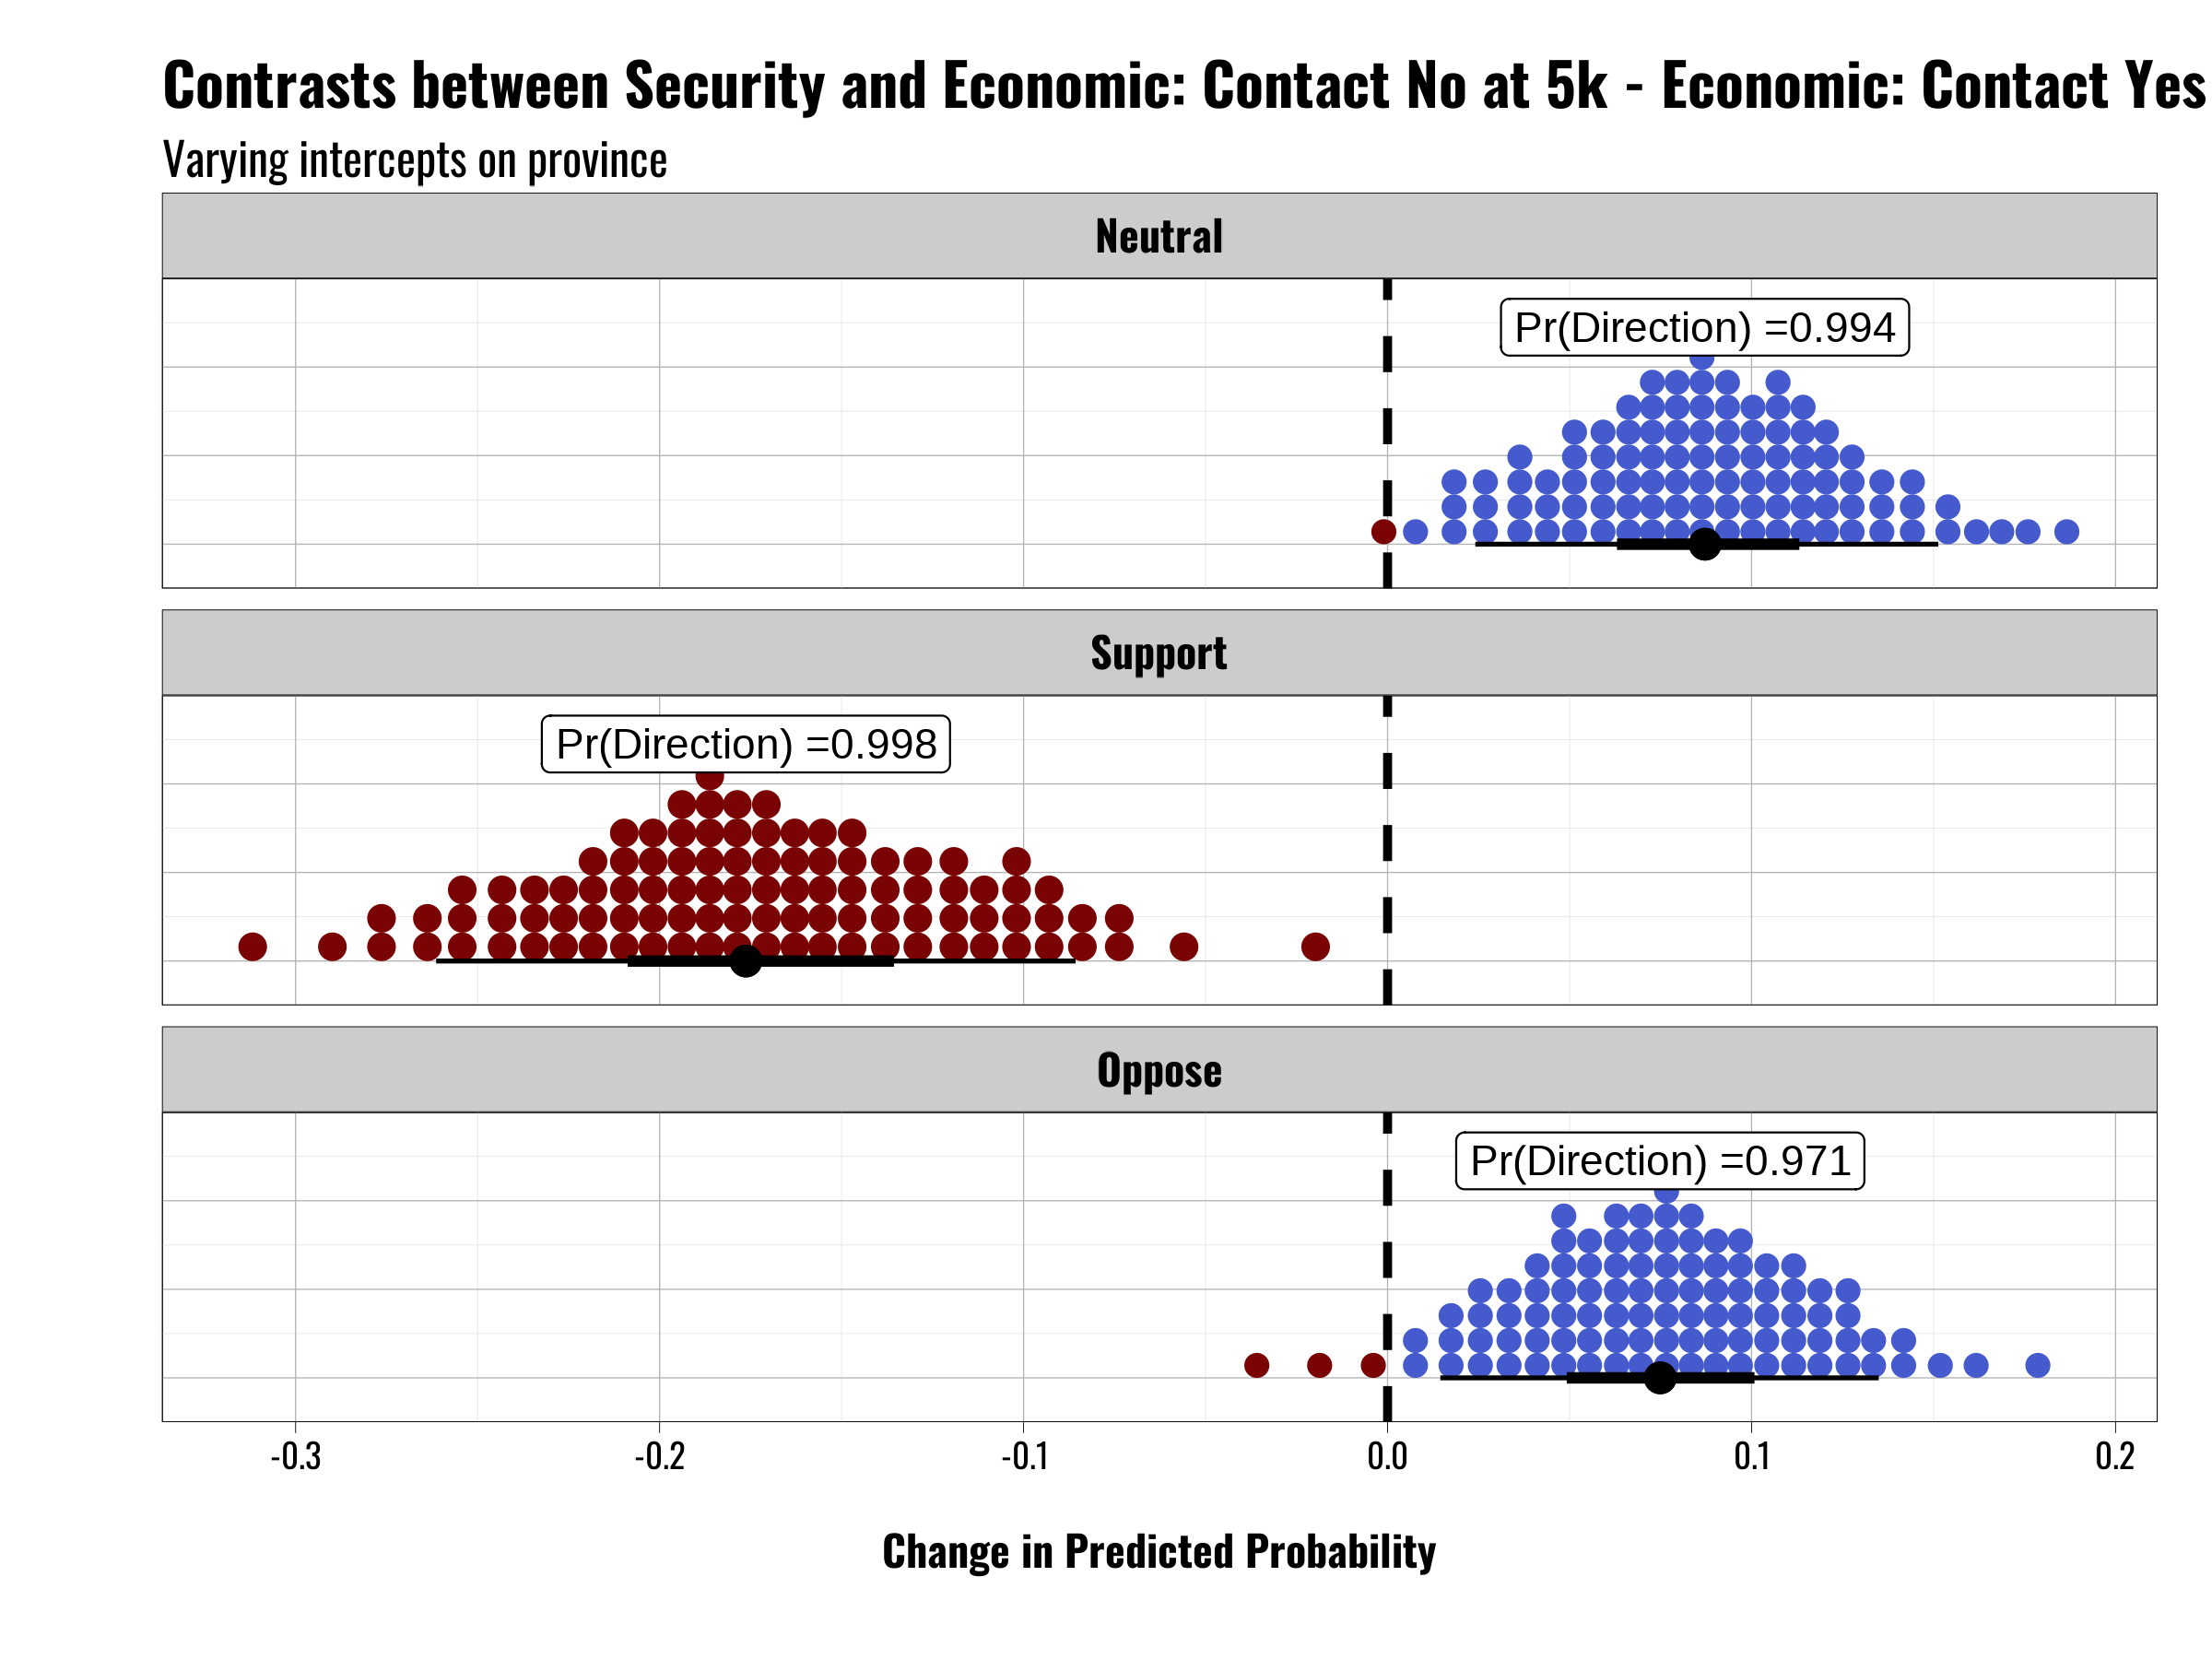 Contrasts between Security and Economic: Contact No at 5k - Economic: Contact Yes
Varying intercepts on province
Neutral
Pr(Direction) =0.994
Support
Pr(Direction) =0.998
Oppose
Pr(Direction) =0.971
-0.3 -0.2 -0.1 0.0 0.1 0.2
Change in Predicted Probability